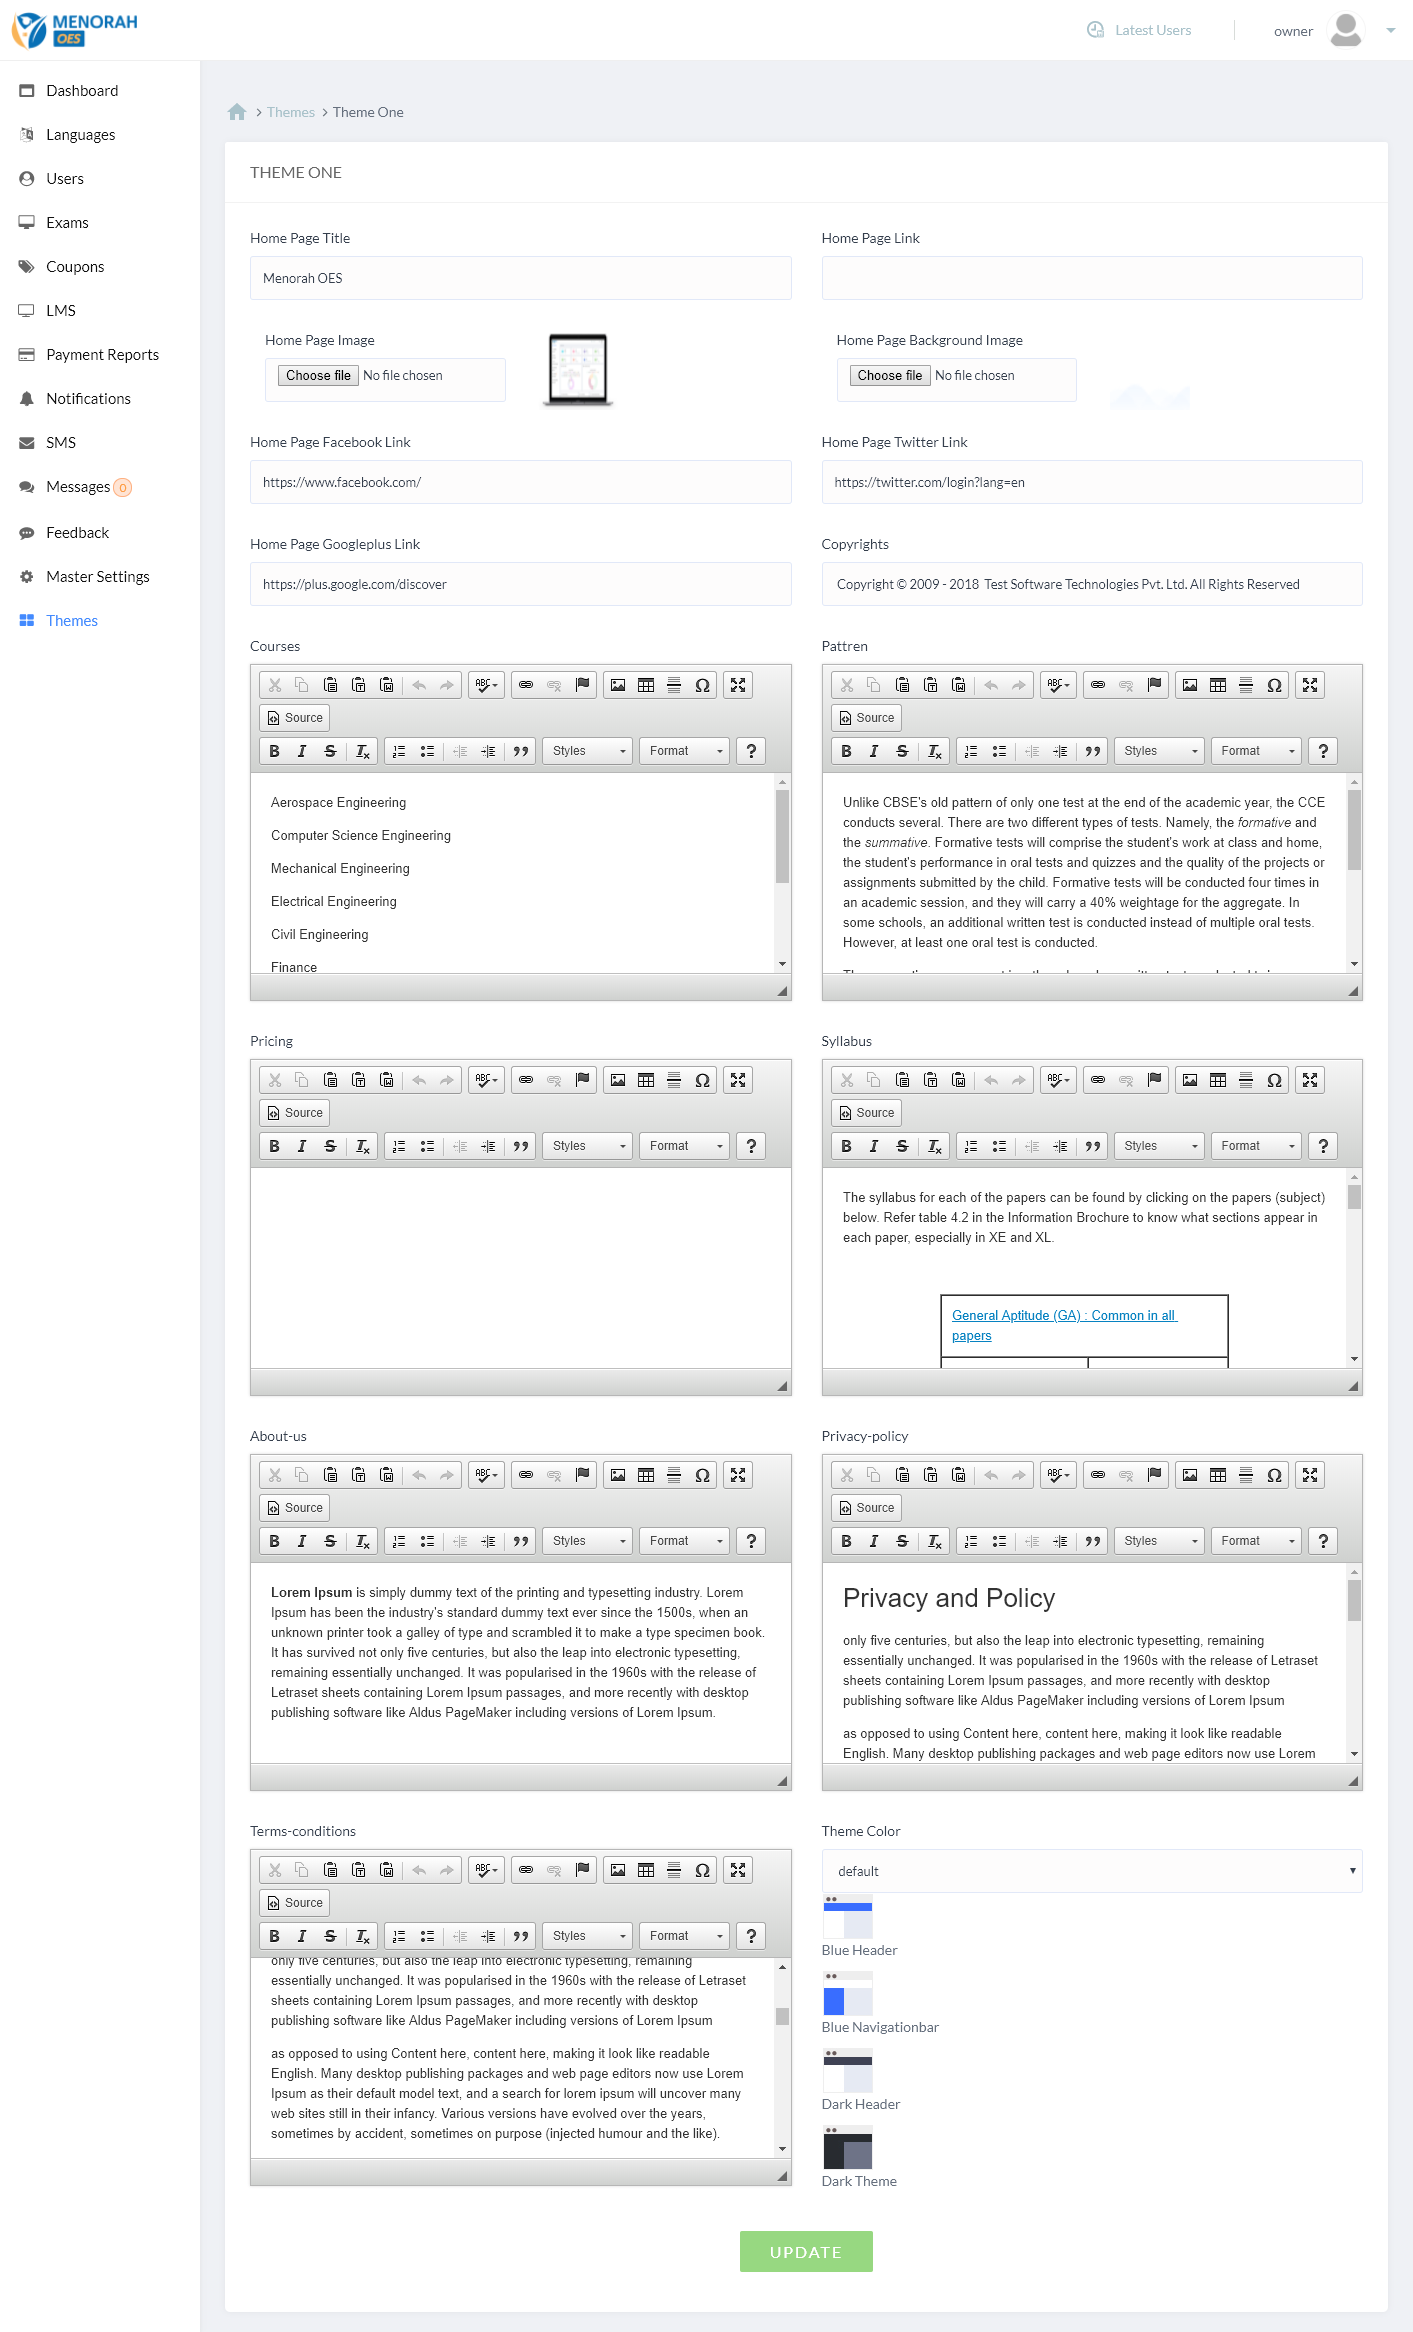 MENORAH
OES
Latest Users
owner
Dashboard
Languages
Users
Exams
Coupons
LMS
Payment Reports
Notifications
SMS
Messages 0
Feedback
Master Settings
Themes
Themes
Theme One
THEME ONE
Home Page Title
Menorah OES
Home Page Link
Home Page Image
Choose file No file chosen
Home Page Background Image
Choose file No file chosen
Home Page Facebook Link
https://www.facebook.com/
Home Page Twitter Link
https://twitter.com/login?lang=en
Home Page Googleplus Link
https://plus.google.com/discover
Copyrights
Copyright © 2009 - 2018 Test Software Technologies Pvt. Ltd. All Rights Reserved
Courses
ABC
Source
Styles
Format
Aerospace Engineering
Computer Science Engineering
Mechanical Engineering
Electrical Engineering
Civil Engineering
Finance
Pattren
ABC
Source
Styles
Format
Unlike CBSE's old pattern of only one test at the end of the academic year, the CCE
conducts several. There are two different types of tests. Namely, the formative and
the summative. Formative tests will comprise the student's work at class and home,
the student's performance in oral tests and quizzes and the quality of the projects or
assignments submitted by the child. Formative tests will be conducted four times in
an academic session, and they will carry a 40% weightage for the aggregate. In
some schools, an additional written test is conducted instead of multiple oral tests.
However, at least one oral test is conducted.
Pricing
ABC
Source
Styles
Format
Syllabus
ABC
Source
Styles
Format
The syllabus for each of the papers can be found by clicking on the papers (subject)
below. Refer table 4.2 in the Information Brochure to know what sections appear in
each paper, especially in XE and XL.
General Aptitude (GA) : Common in all
papers
About-us
ABC
Source
Styles
Format
Lorem Ipsum is simply dummy text of the printing and typesetting industry. Lorem
Ipsum has been the industry's standard dummy text ever since the 1500s, when an
unknown printer took a galley of type and scrambled it to make a type specimen book.
It has survived not only five centuries, but also the leap into electronic typesetting,
remaining essentially unchanged. It was popularised in the 1960s with the release of
Letraset sheets containing Lorem Ipsum passages, and more recently with desktop
publishing software like Aldus PageMaker including versions of Lorem Ipsum.
Privacy-policy
ABC
Source
Styles
Format
Privacy and Policy
only five centuries, but also the leap into electronic typesetting, remaining
essentially unchanged. It was popularised in the 1960s with the release of Letraset
sheets containing Lorem Ipsum passages, and more recently with desktop
publishing software like Aldus PageMaker including versions of Lorem Ipsum
as opposed to using Content here, content here, making it look like readable
English. Many desktop publishing packages and web page editors now use Lorem
Terms-conditions
ABC
Source
Styles
Format
only five centuries, but also the leap into electronic typesetting, remaining
essentially unchanged. It was popularised in the 1960s with the release of Letraset
sheets containing Lorem Ipsum passages, and more recently with desktop
publishing software like Aldus PageMaker including versions of Lorem Ipsum
as opposed to using Content here, content here, making it look like readable
English. Many desktop publishing packages and web page editors now use Lorem
Ipsum as their default model text, and a search for lorem ipsum will uncover many
web sites still in their infancy. Various versions have evolved over the years,
sometimes by accident, sometimes on purpose (injected humour and the like).
Theme Color
default
Blue Header
Blue Navigationbar
Dark Header
Dark Theme
UPDATE